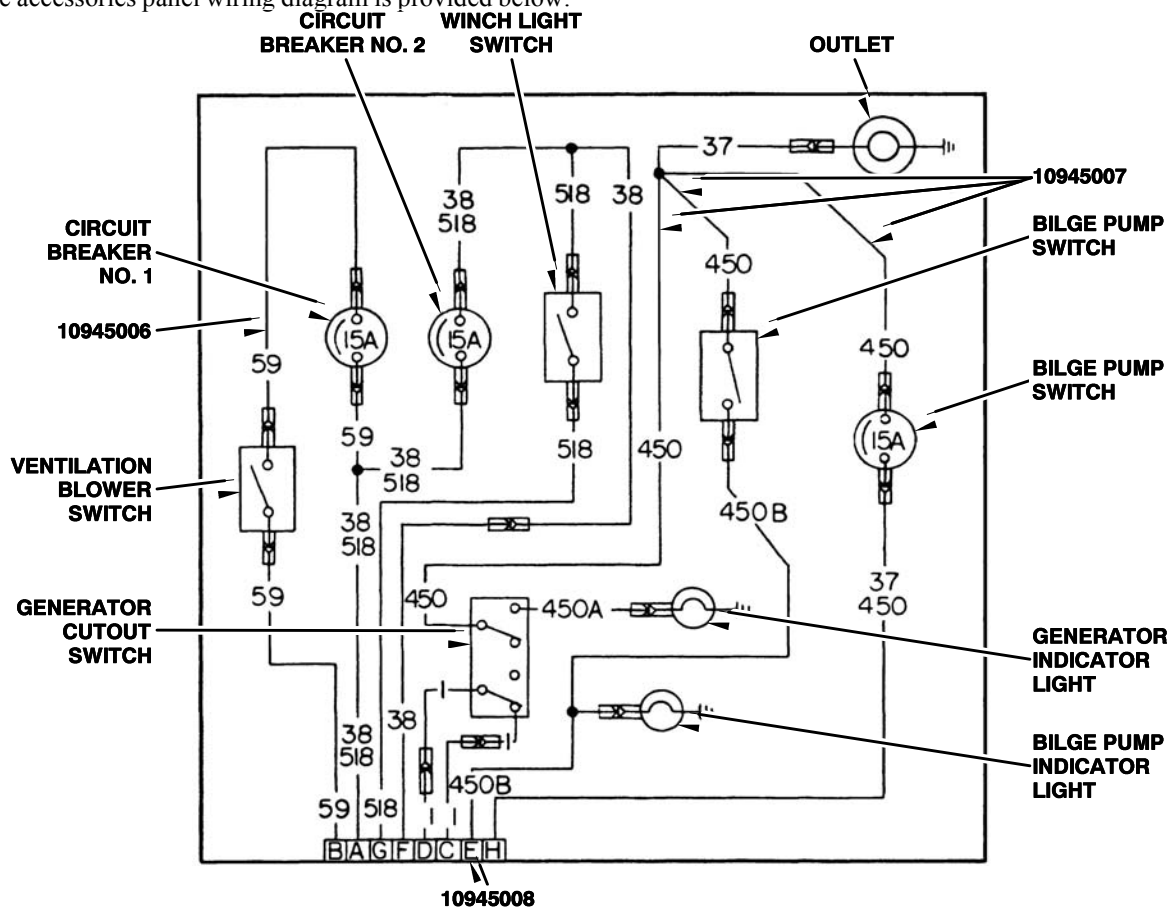 e accessories panel wiring diagram is provided below:
CIRCUIT
BREAKER NO. 2
WINCH LIGHT
SWITCH
OUTLET
37
10945007
518
38
38
518
CIRCUIT
BREAKER
NO. 1
BILGE PUMP
SWITCH
450
10945006
15A
15A
59
450
BILGE PUMP
SWITCH
15A
59
38
518
518
450
VENTILATION
BLOWER
SWITCH
450B
38
518
37
450
59
450
450A
GENERATOR
CUTOUT
SWITCH
GENERATOR
INDICATOR
LIGHT
38
38
518
BILGE PUMP
INDICATOR
LIGHT
450B
59
518
B A G F D C E H
10945008